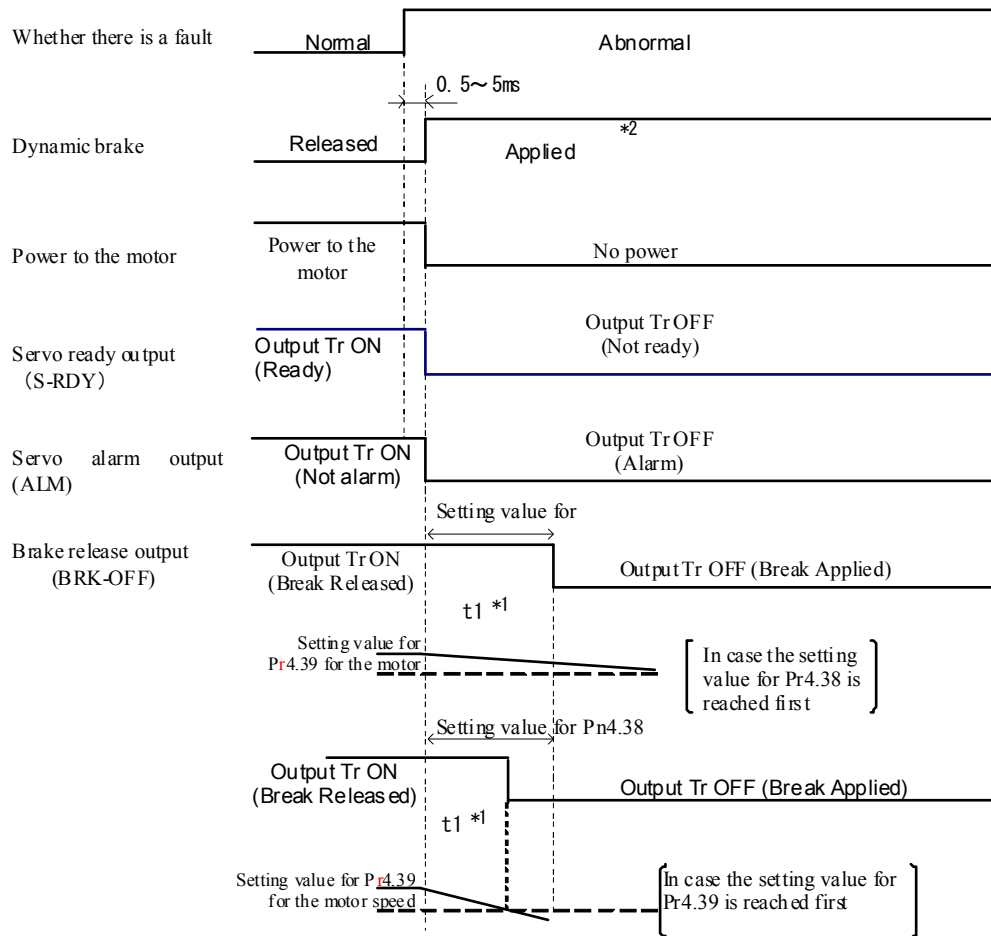 Whether there is a fault
Normal
Abnormal
0. 5～5ms
Dynamic brake
Released
Applied
*2
Power to the motor
Power to the
motor
No power
Servo ready output
（S-RDY）
Output Tr ON
(Ready)
Output Tr OFF
(Not ready)
Servo alarm output
(ALM)
Output Tr ON
(Not alarm)
Output Tr OFF
(Alarm)
Setting value for
Brake release output
(BRK-OFF)
Output Tr ON
(Break Released)
Output Tr OFF (Break Applied)
t1 *1
Setting value for
Pr4.39 for the motor
In case the setting
value for Pr4.38 is
reached first
Setting value for Pn4.38
Output Tr ON
(Break Released)
Output Tr OFF (Break Applied)
t1 *1
Setting value for Pr4.39
for the motor speed
In case the setting value for
Pr4.39 is reached first